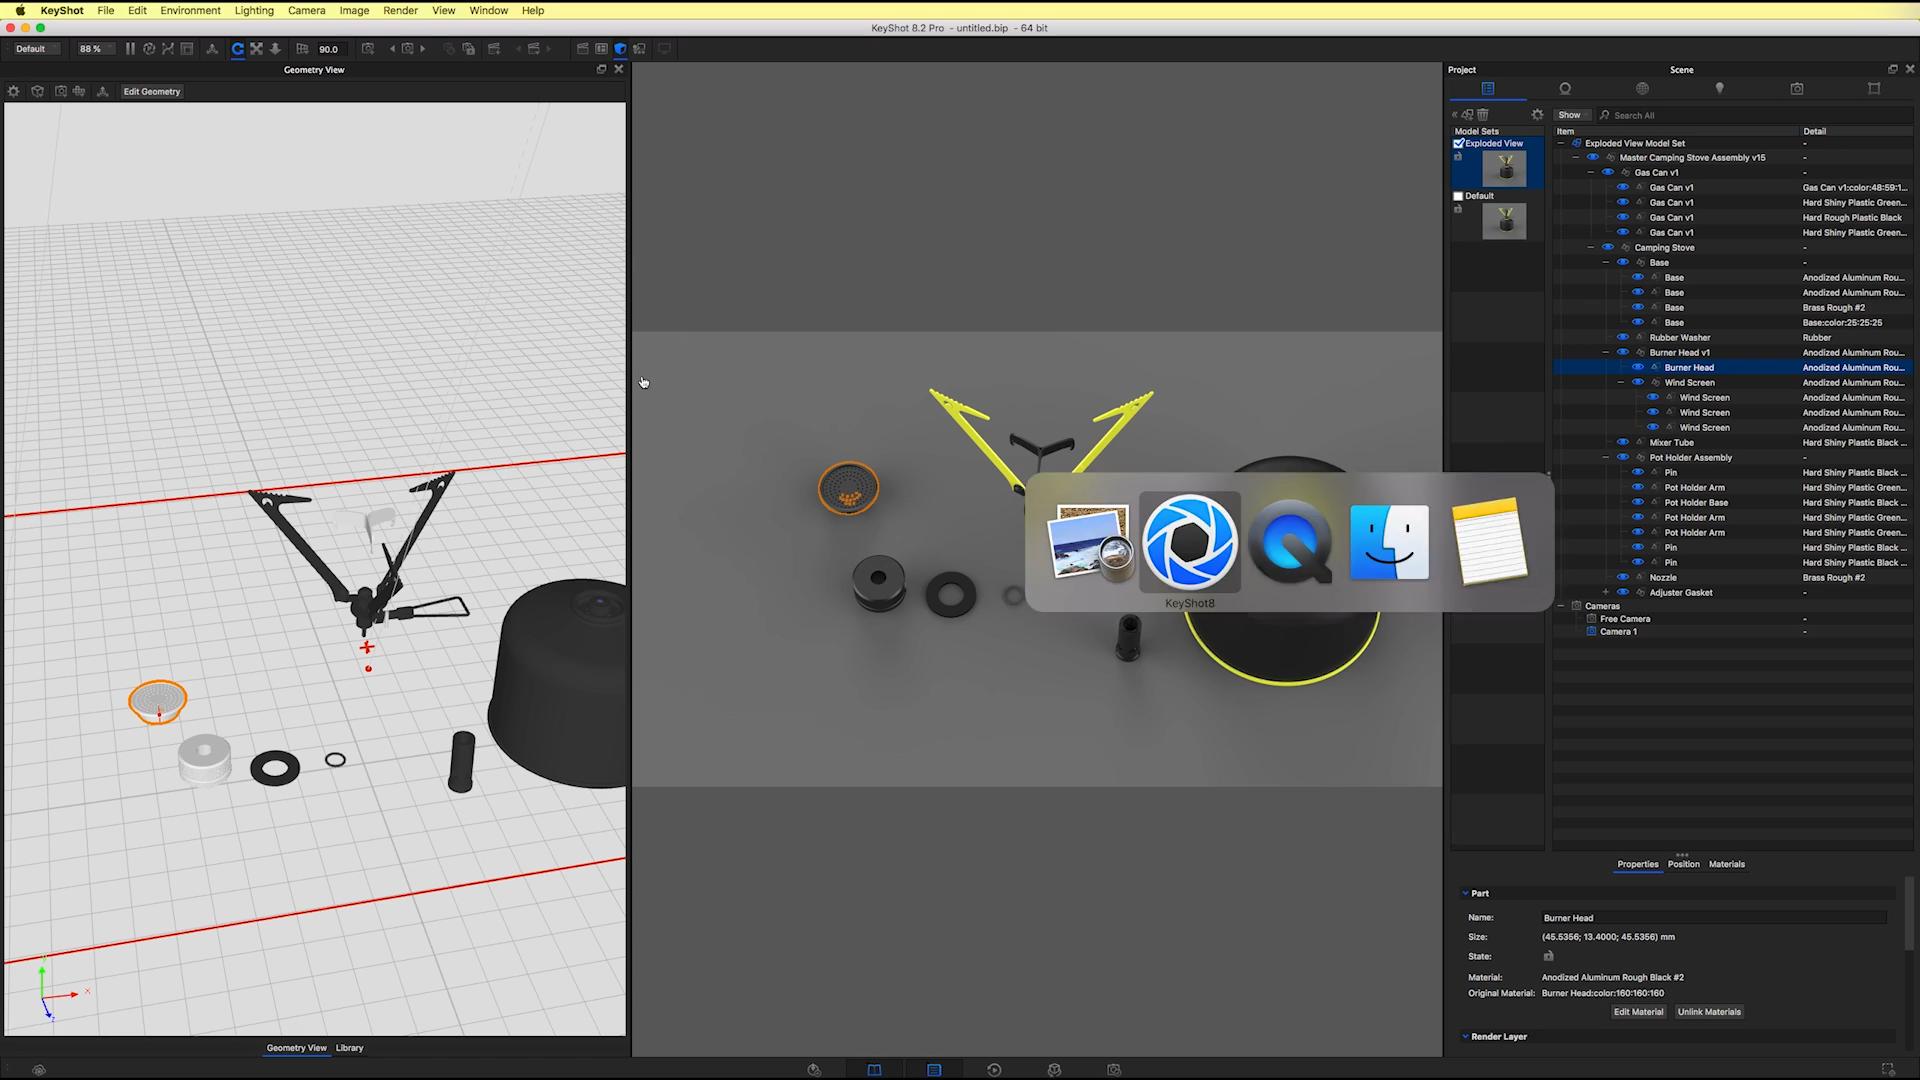 KeyShot File Edit Environment Lighting Camera Image Render View Window Help
KeyShot 8.2 Pro - untitled.bip - 64 bit
Default 88 % 90.0
Geometry View
Edit Geometry
Project Scene
Show Search All
Model Sets
Exploded View
Default
Item Detail
Exploded View Model Set -
Master Camping Stove Assembly v15 -
Gas Can v1 -
Gas Can v1 Gas Can v1:color:48:59:1...
Gas Can v1 Hard Shiny Plastic Green...
Gas Can v1 Hard Rough Plastic Black
Gas Can v1 Hard Shiny Plastic Green...
Camping Stove -
Base -
Base Anodized Aluminum Rou...
Base Anodized Aluminum Rou...
Base Brass Rough #2
Base Base:color:25:25:25
Rubber Washer Rubber
Burner Head v1 Anodized Aluminum Rou...
Burner Head Anodized Aluminum Rou...
Wind Screen Anodized Aluminum Rou...
Wind Screen Anodized Aluminum Rou...
Wind Screen Anodized Aluminum Rou...
Wind Screen Anodized Aluminum Rou...
Mixer Tube Hard Shiny Plastic Black ...
Pot Holder Assembly -
Pin Hard Shiny Plastic Black ...
Pot Holder Arm Hard Shiny Plastic Green...
Pot Holder Base Hard Shiny Plastic Black ...
Pot Holder Arm Hard Shiny Plastic Green...
Pot Holder Arm Hard Shiny Plastic Green...
Pin Hard Shiny Plastic Black ...
Pin Hard Shiny Plastic Black ...
Nozzle Brass Rough #2
Adjuster Gasket -
Cameras
Free Camera -
Camera 1 -
KeyShot8
Properties Position Materials
Part
Name: Burner Head
Size: (45.5356; 13.4000; 45.5356) mm
State:
Material: Anodized Aluminum Rough Black #2
Original Material: Burner Head:color:160:160:160
Edit Material Unlink Materials
Render Layer
Y
X
Z
Geometry View Library